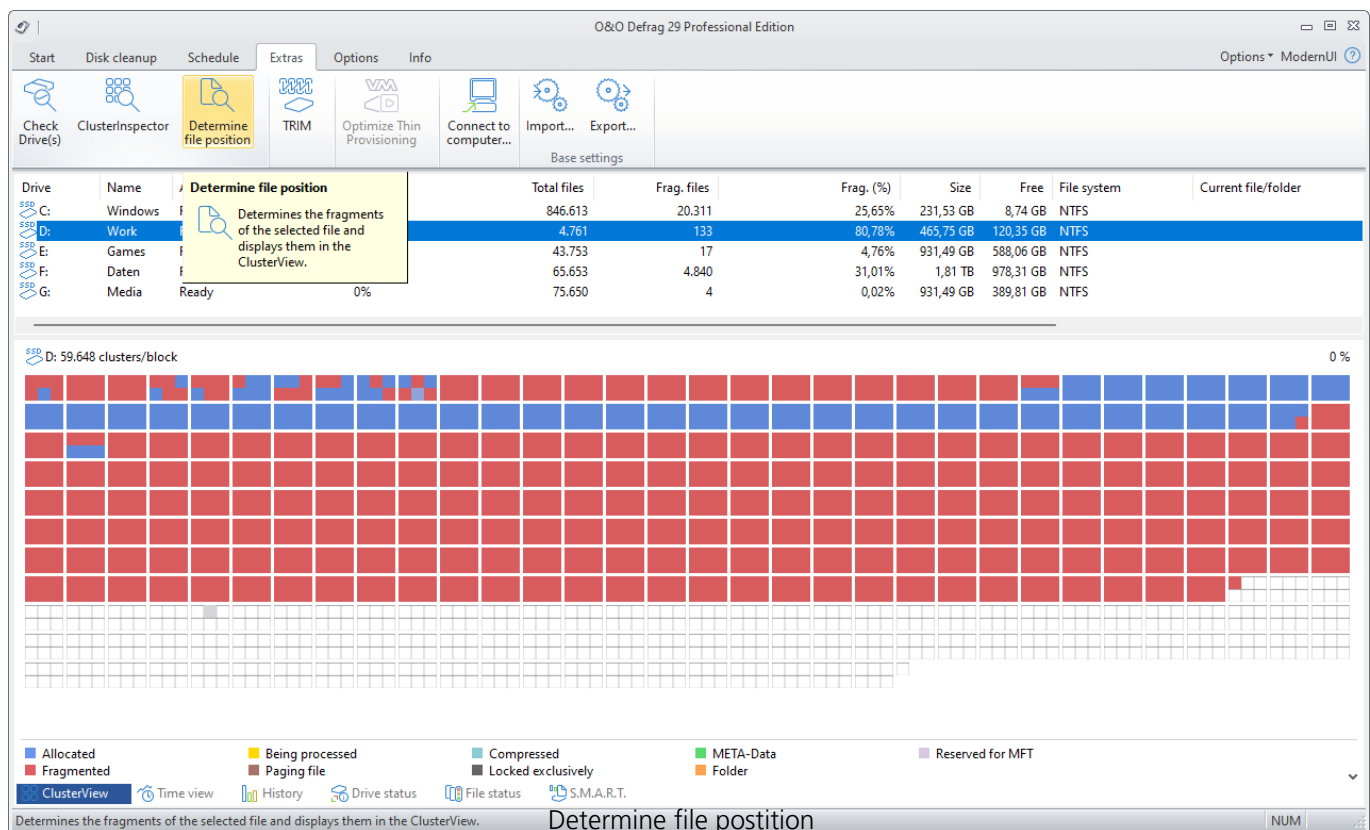 O&O Defrag 29 Professional Edition
Start Disk cleanup Schedule Extras Options Info Options ModernUI ?
Check Drive(s) ClusterInspector Determine file position TRIM Optimize Thin Provisioning Connect to computer... Import... Export...
Base settings
Drive Name A Total files Frag. files Frag. (%) Size Free File system Current file/folder
SSD C: Windows 846.613 20.311 25,65% 231,53 GB 8,74 GB NTFS
SSD D: Work 4.761 133 80,78% 465,75 GB 120,35 GB NTFS
SSD E: Games 43.753 17 4,76% 931,49 GB 588,06 GB NTFS
SSD F: Daten 65.653 4.840 31,01% 1,81 TB 978,31 GB NTFS
SSD G: Media Ready 0% 75.650 4 0,02% 931,49 GB 389,81 GB NTFS
Determine file position
Determines the fragments
of the selected file and
displays them in the
ClusterView.
SSD D: 59.648 clusters/block 0 %
Allocated Being processed Compressed META-Data Reserved for MFT
Fragmented Paging file Locked exclusively Folder
ClusterView Time view History Drive status File status S.M.A.R.T.
Determines the fragments of the selected file and displays them in the ClusterView. NUM
Determine file postition